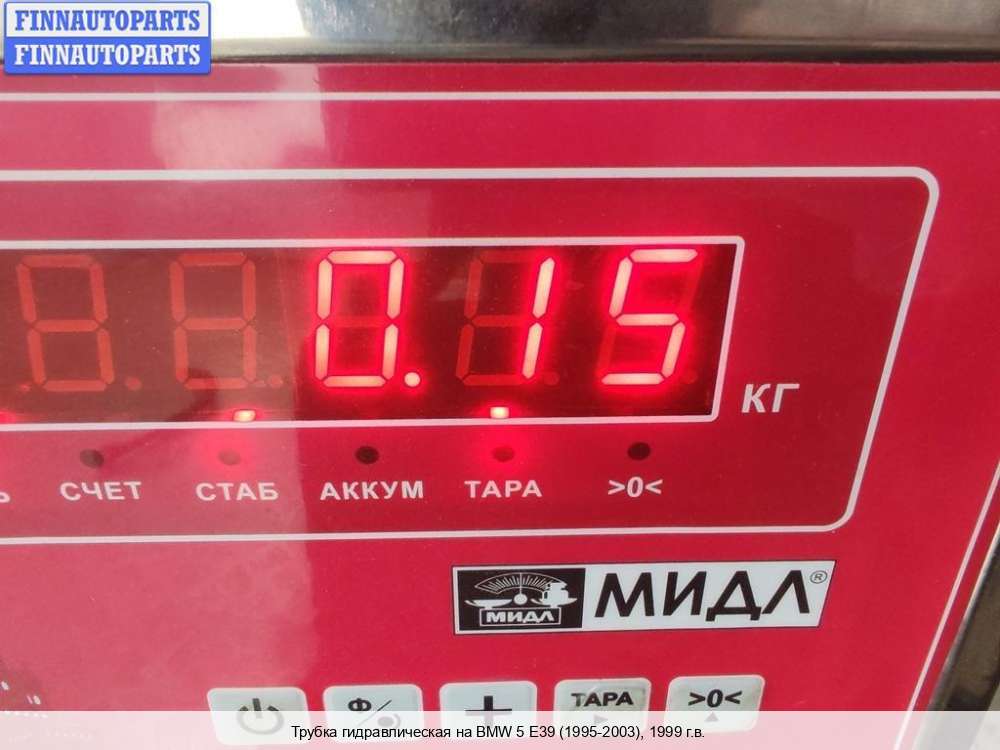 FINNAUTOPARTS
FINNAUTOPARTS
0.15
КГ
СЧЕТ СТАБ АККУМ ТАРА >0<
МИДЛ
МИДЛ®
Ф
+ ТАРА >0<
Трубка гидравлическая на BMW 5 E39 (1995-2003), 1999 г.в.